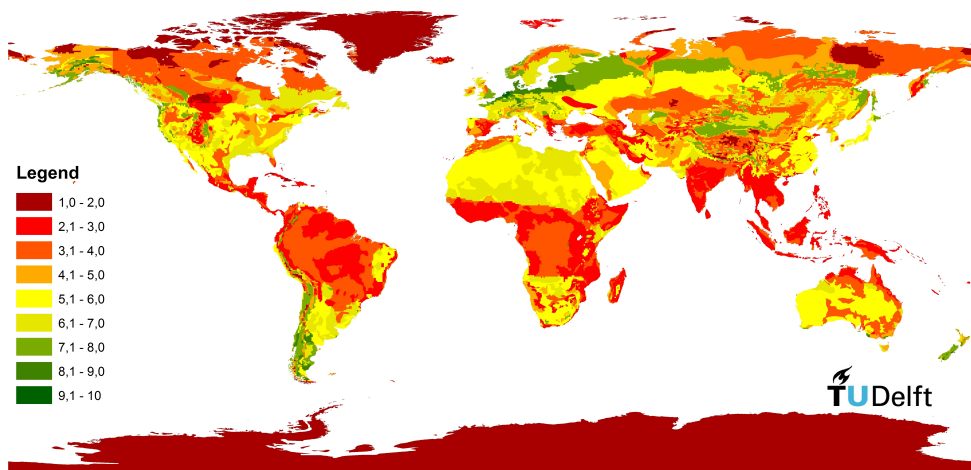 Legend
1,0 - 2,0
2,1 - 3,0
3,1 - 4,0
4,1 - 5,0
5,1 - 6,0
6,1 - 7,0
7,1 - 8,0
8,1 - 9,0
9,1 - 10
TUDelft